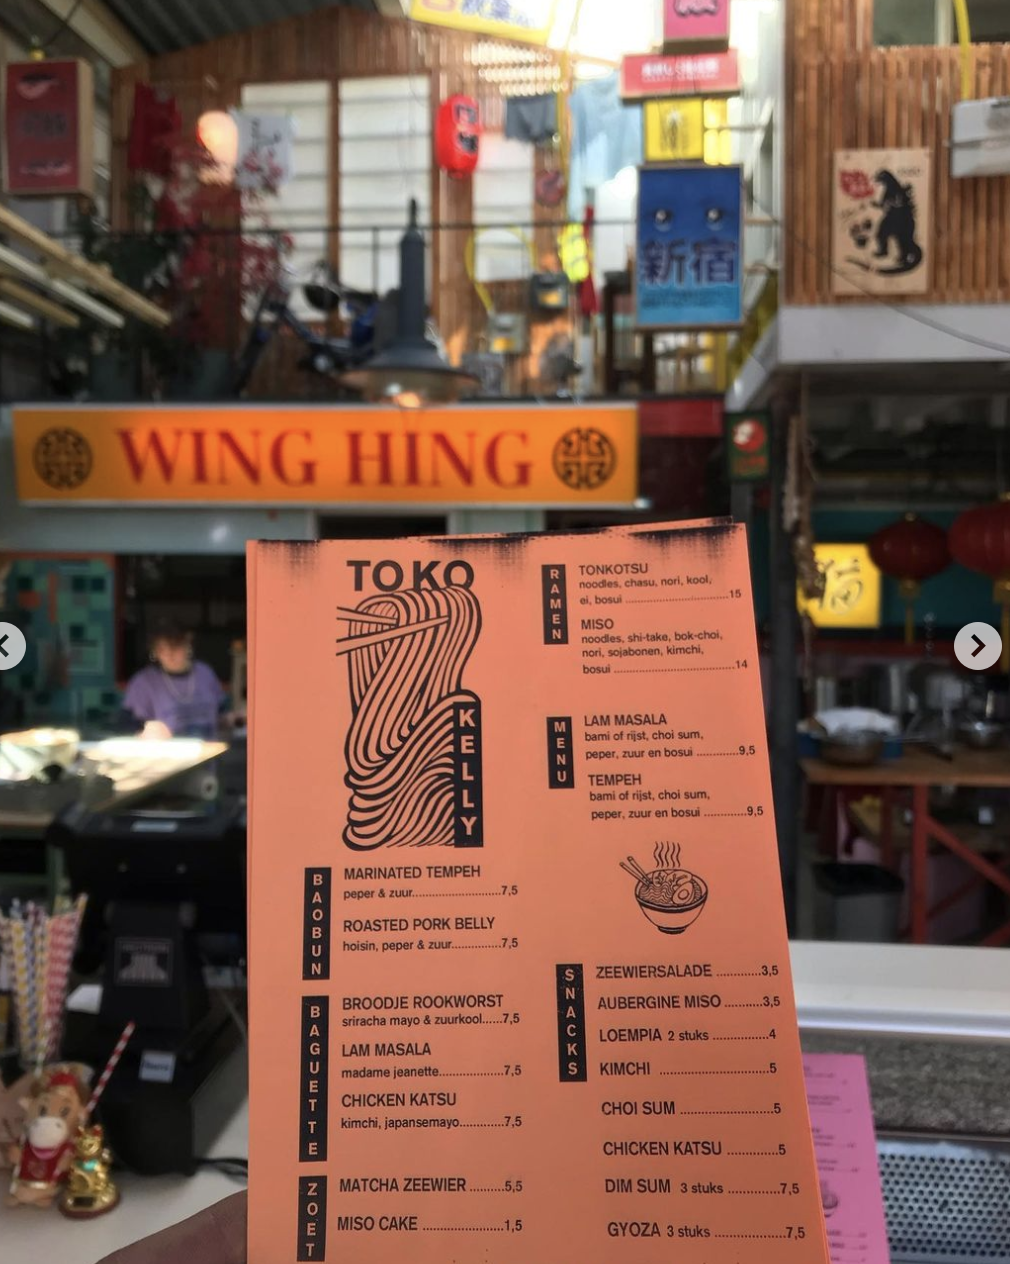 新宿
WING HING
TOKO
KELLY
BAOBUN
MARINATED TEMPEH
peper & zuur..............................7,5
ROASTED PORK BELLY
hoisin, peper & zuur................7,5
BAGUETTE
BROODJE ROOKWORST
sriracha mayo & zuurkool......7,5
LAM MASALA
madame jeanette....................7,5
CHICKEN KATSU
kimchi, japansemayo.............7,5
ZOET
MATCHA ZEEWIER .........5,5
MISO CAKE .....................1,5
RAMEN
TONKOTSU
noodles, chasu, nori, kool,
ei, bosui ...............................15
MISO
noodles, shi-take, bok-choi,
nori, sojabonen, kimchi,
bosui .....................................14
MENU
LAM MASALA
bami of rijst, choi sum,
peper, zuur en bosui .............9,5
TEMPEH
bami of rijst, choi sum,
peper, zuur en bosui .............9,5
SNACKS
ZEEWIERSALADE ............3,5
AUBERGINE MISO ..........3,5
LOEMPIA 2 stuks .................4
KIMCHI ................................5
CHOI SUM ...........................5
CHICKEN KATSU ..............5
DIM SUM 3 stuks ..................7,5
GYOZA 3 stuks ....................7,5